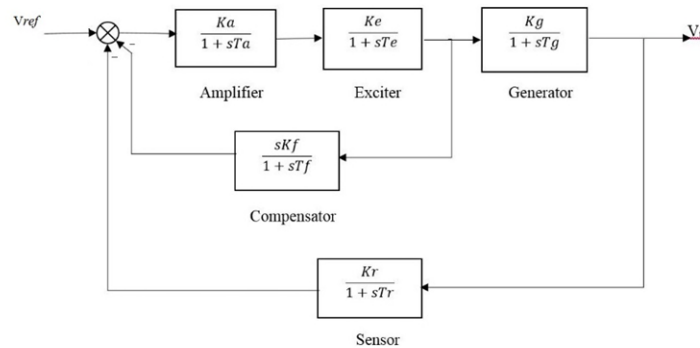 Vref
Ka
1 + sTa
Amplifier
Ke
1 + sTe
Exciter
Kg
1 + sTg
Generator
sKf
1 + sTf
Compensator
Kr
1 + sTr
Sensor